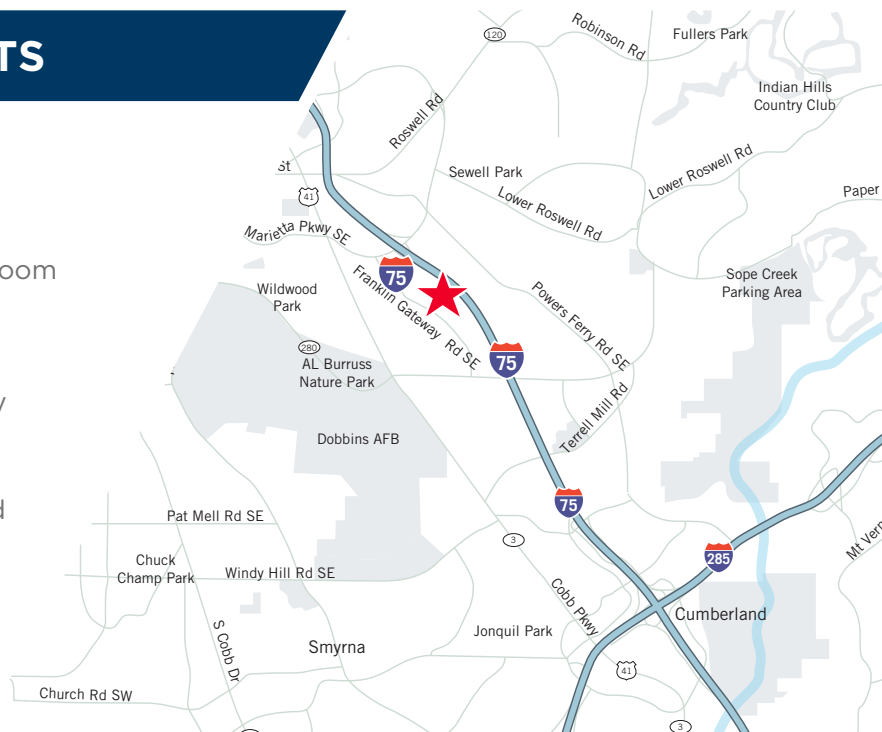 TS
120
Robinson Rd
Fullers Park
Indian Hills
Country Club
Roswell Rd
St
Sewell Park
Lower Roswell Rd
Lower Roswell Rd
41
Paper
Marietta Pkwy SE
oom
75
Sope Creek
Parking Area
Wildwood
Park
Franklin Gateway Rd SE
Powers Ferry Rd SE
280
75
AL Burruss
Nature Park
y
Terrell Mill Rd
Dobbins AFB
75
d
Pat Mell Rd SE
3
285
Mt Vern
Chuck
Champ Park
Windy Hill Rd SE
Cobb Pkwy
Cumberland
S Cobb Dr
Jonquil Park
Smyrna
41
Church Rd SW
3